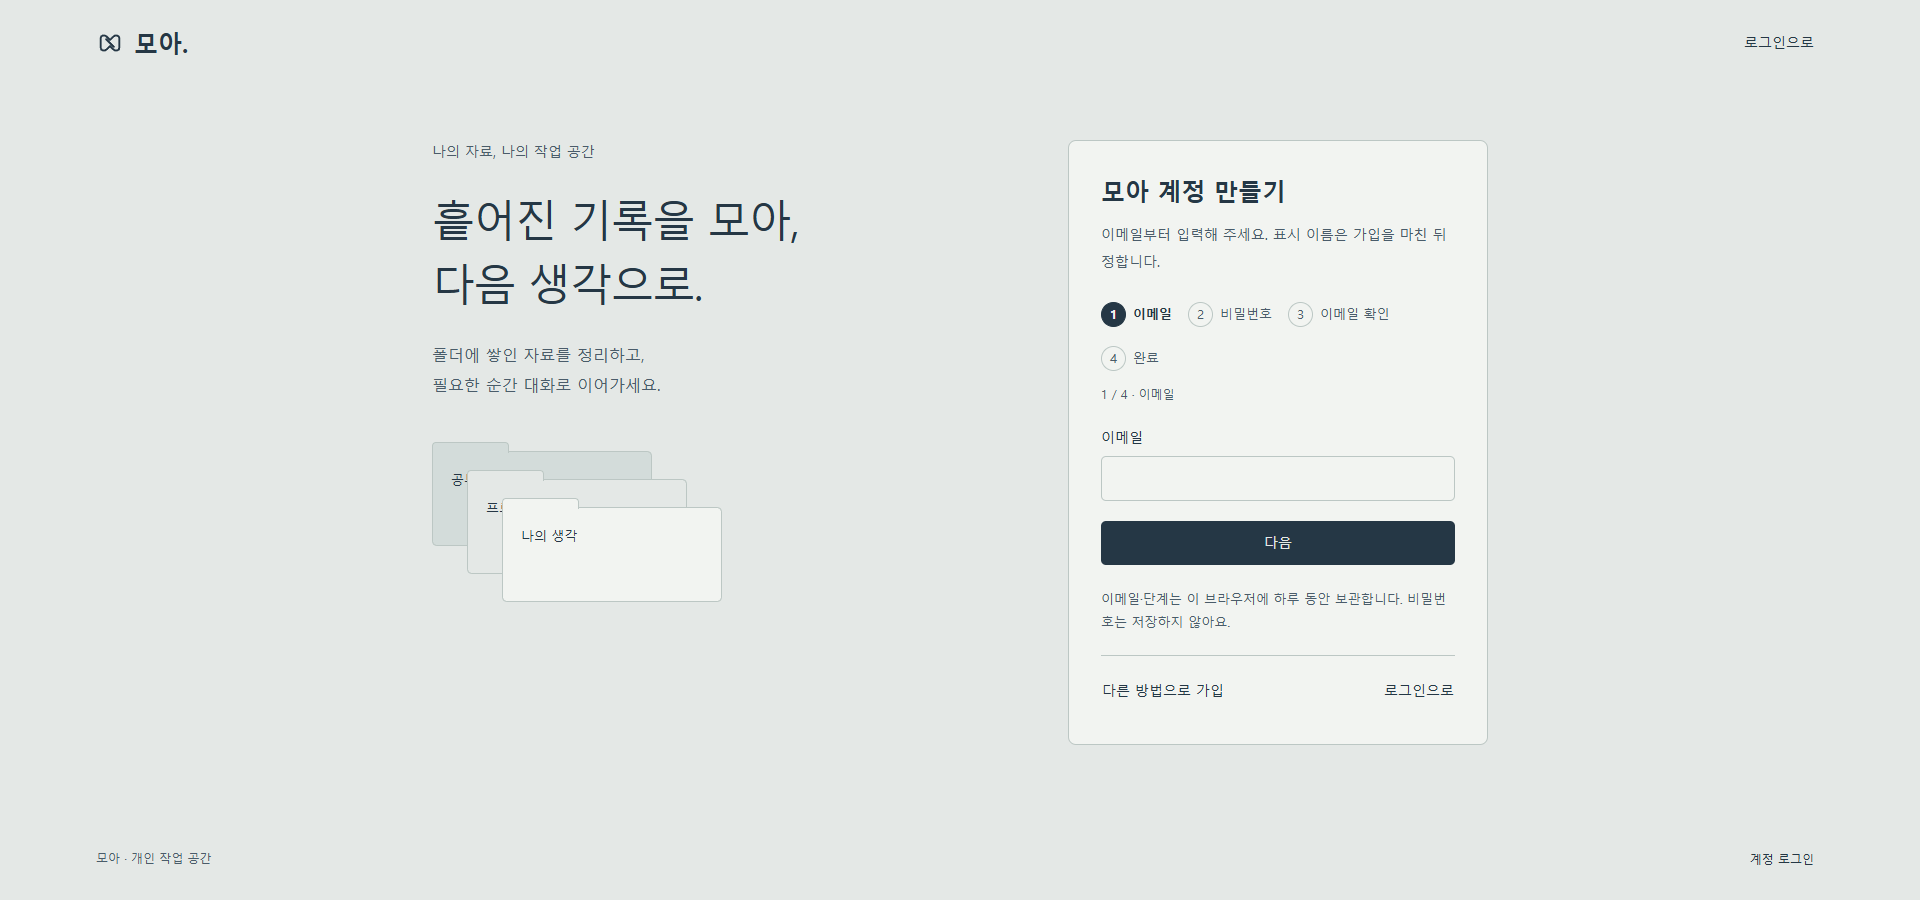 모아.
로그인으로
나의 자료, 나의 작업 공간
흩어진 기록을 모아,
다음 생각으로.
폴더에 쌓인 자료를 정리하고,
필요한 순간 대화로 이어가세요.
나의 생각
모아 계정 만들기
이메일부터 입력해 주세요. 표시 이름은 가입을 마친 뒤
정합니다.
1 이메일 2 비밀번호 3 이메일 확인
4 완료
1 / 4 · 이메일
이메일
다음
이메일·단계는 이 브라우저에 하루 동안 보관합니다. 비밀번
호는 저장하지 않아요.
다른 방법으로 가입 로그인으로
모아 · 개인 작업 공간
계정 로그인